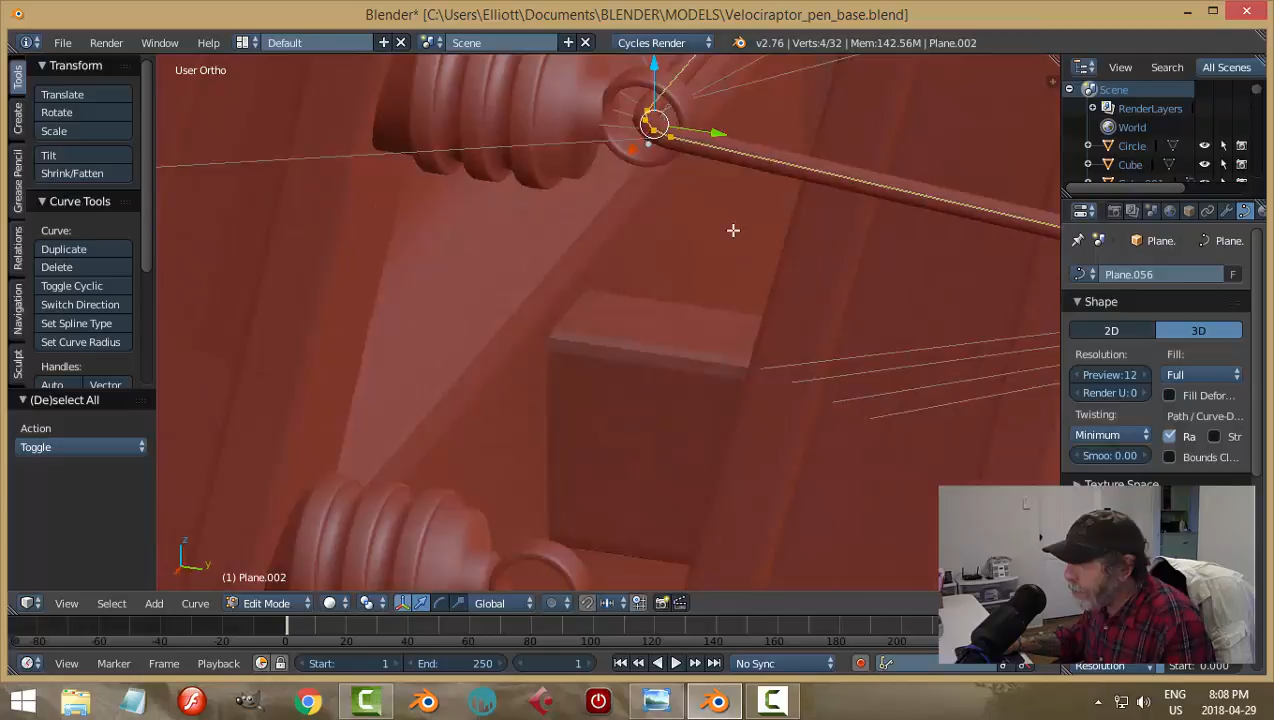 Blender* [C:\Users\Elliott\Documents\BLENDER\MODELS\Velociraptor_pen_base.blend]
File Render Window Help Default Scene Cycles Render v2.76 | Verts:4/32 | Mem:142.56M | Plane.002
Tools
Create
Grease Pencil
Relations
Navigation
Sculpt
Transform
Translate
Rotate
Scale
Tilt
Shrink/Fatten
Curve Tools
Curve:
Duplicate
Delete
Toggle Cyclic
Switch Direction
Set Spline Type
Set Curve Radius
Handles:
Auto Vector
(De)select All
Action
Toggle
User Ortho
z
y
(1) Plane.002
View Search All Scenes
Scene
RenderLayers
World
Circle
Cube
Plane. Plane.
Plane.056 F
Shape
2D 3D
Resolution: Fill:
Preview:12 Full
Render U: 0 Fill Defor...
Twisting: Path / Curve-D...
Minimum Ra Str
Smoo: 0.00 Bounds Cl...
Texture Space
View Select Add Curve Edit Mode Global
-80 -60 -40 -20 0 20 40 60 80 100 120 140 160 180 200
View Marker Frame Playback Start: 1 End: 250 1 No Sync
Resolution Start: 0.000
ENG
US
8:08 PM
2018-04-29